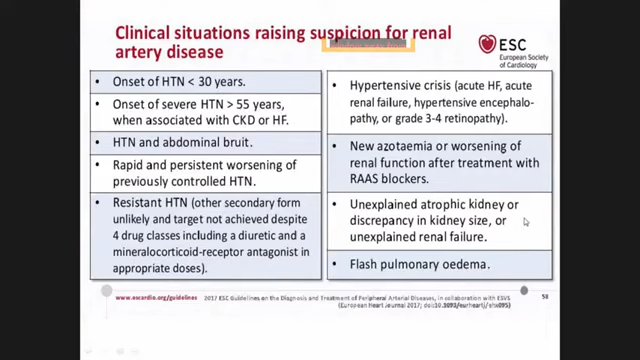 Clinical situations raising suspicion for renal
artery disease
ESC
European Society
of Cardiology
Onset of HTN < 30 years.
Onset of severe HTN > 55 years,
when associated with CKD or HF.
HTN and abdominal bruit.
Rapid and persistent worsening of
previously controlled HTN.
Resistant HTN (other secondary form
unlikely and target not achieved despite
4 drug classes including a diuretic and a
mineralocorticoid-receptor antagonist in
appropriate doses).
Hypertensive crisis (acute HF, acute
renal failure, hypertensive encephalo-
pathy, or grade 3-4 retinopathy).
New azotaemia or worsening of
renal function after treatment with
RAAS blockers.
Unexplained atrophic kidney or
discrepancy in kidney size, or
unexplained renal failure.
Flash pulmonary oedema.
www.escardio.org/guidelines
2017 ESC Guidelines on the Diagnosis and Treatment of Peripheral Arterial Diseases, in collaboration with ESVS
(European Heart Journal 2017; doi:10.1093/eurheartj/ehx095)
58